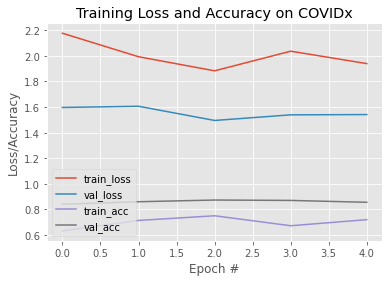 Training Loss and Accuracy on COVIDx
Loss/Accuracy
2.2
2.0
1.8
1.6
1.4
1.2
1.0
0.8
0.6
train_loss
val_loss
train_acc
val_acc
0.0 0.5 1.0 1.5 2.0 2.5 3.0 3.5 4.0
Epoch #